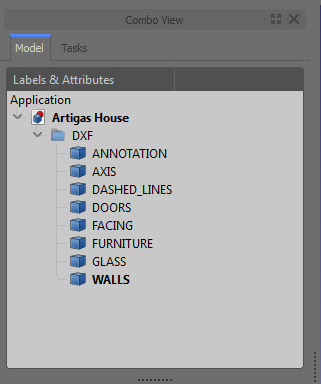 Combo View
Model Tasks
Labels & Attributes
Application
Artigas House
DXF
ANNOTATION
AXIS
DASHED_LINES
DOORS
FACING
FURNITURE
GLASS
WALLS